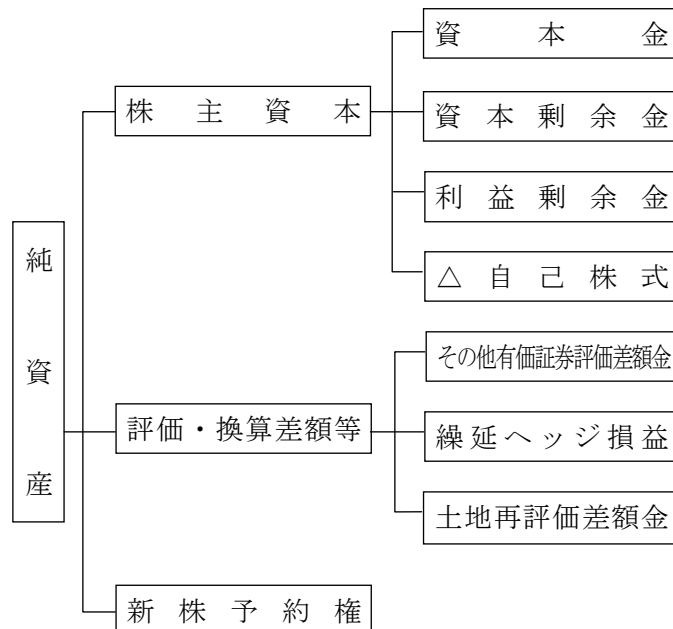 純資産
株主資本
資本金
資本剰余金
利益剰余金
△自己株式
評価・換算差額等
その他有価証券評価差額金
繰延ヘッジ損益
土地再評価差額金
新株予約権